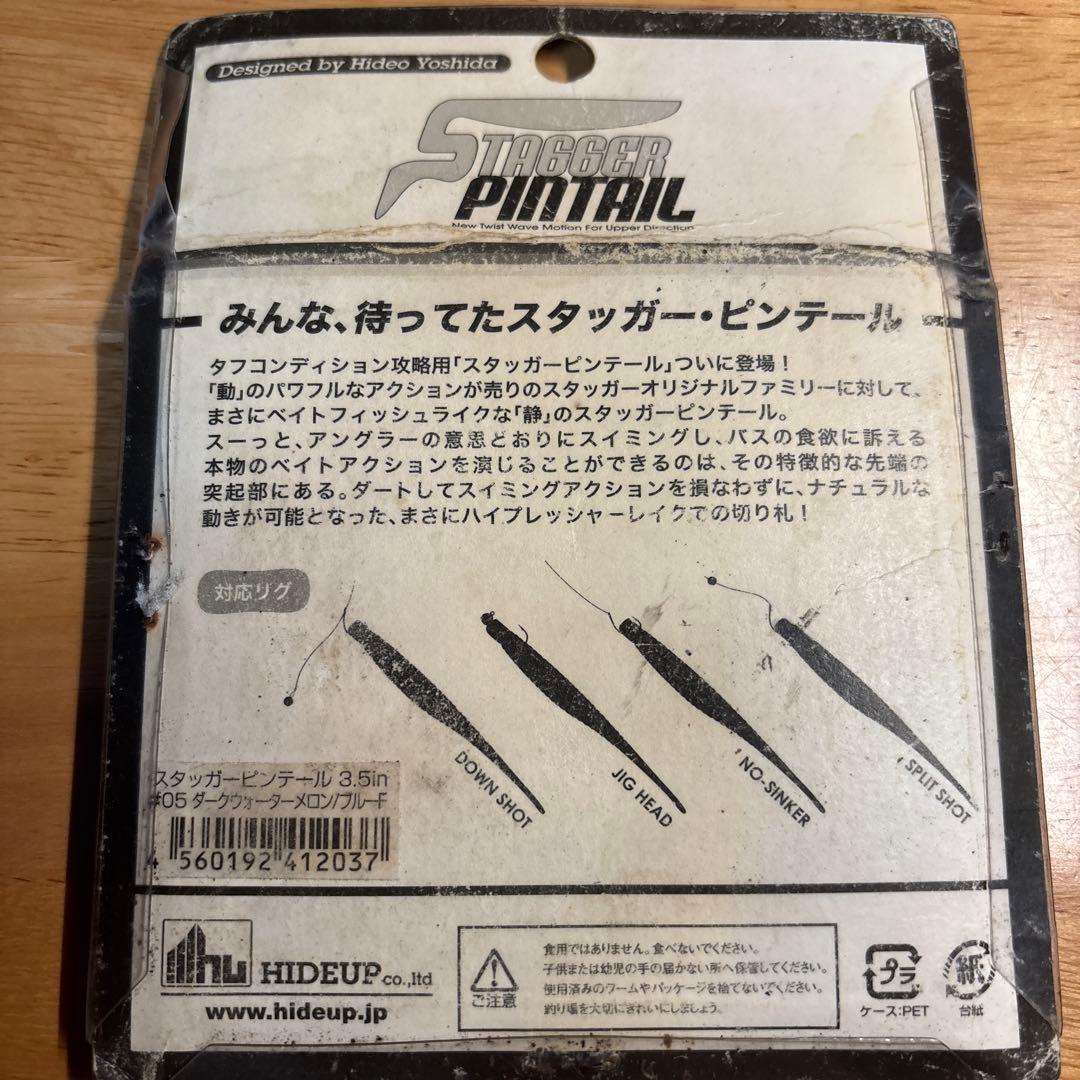 Designed by Hideo Yoshida
STAGGER
PINTAIL
New Twist Wave Motion For Upper Direction
みんな、待ってたスタッガー・ピンテール
タフコンディション攻略用「スタッガーピンテール」ついに登場!
「動」のパワフルなアクションが売りのスタッガーオリジナルファミリーに対して、
まさにベイトフィッシュライクな「静」のスタッガーピンテール。
スーっと、アングラーの意思どおりにスイミングし、バスの食欲に訴える
本物のベイトアクションを演じることができるのは、その特徴的な先端の
突起部にある。ダートしてスイミングアクションを損なわずに、ナチュラルな
動きが可能となった、まさにハイプレッシャーレイクでの切り札!
対応リグ
DOWN SHOT
JIG HEAD
NO-SINKER
SPLIT SHOT
スタッガーピンテール 3.5in
#05 ダークウォーターメロン/ブルーF
4 560192 412037
hu HIDEUP co.,ltd
www.hideup.jp
ご注意
食用ではありません。食べないでください。
子供または幼児の手の届かない所へ保管してください。
使用済みのワームやパッケージを捨てないでください。
釣り場を大切にきれいにしましょう。
プラ
ケース:PET
紙
台紙